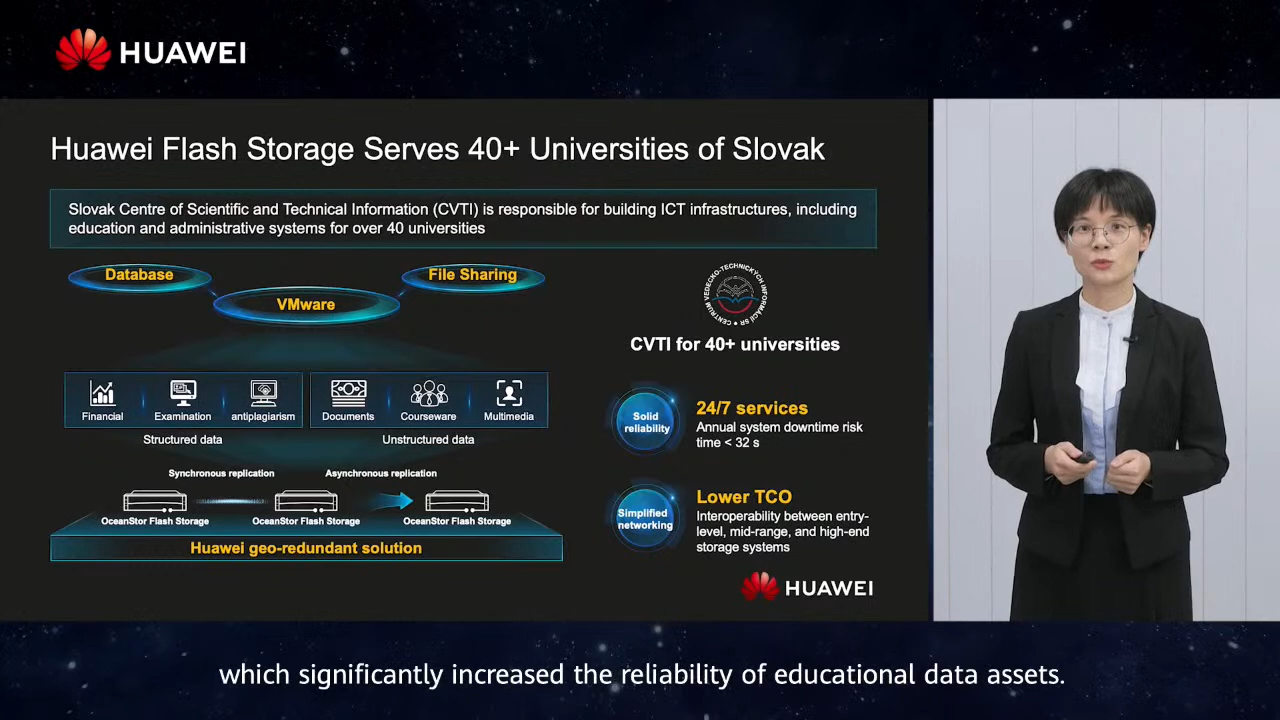 HUAWEI
Huawei Flash Storage Serves 40+ Universities of Slovak
Slovak Centre of Scientific and Technical Information (CVTI) is responsible for building ICT infrastructures, including
education and administrative systems for over 40 universities
Database
File Sharing
VMware
Financial
Examination
antiplagiarism
Documents
Courseware
Multimedia
Structured data
Unstructured data
Synchronous replication
Asynchronous replication
OceanStor Flash Storage
OceanStor Flash Storage
OceanStor Flash Storage
Huawei geo-redundant solution
CENTRUM VEDECKO-TECHNICKÝCH INFORMÁCIÍ SR
CVTI for 40+ universities
Solid
reliability
24/7 services
Annual system downtime risk
time < 32 s
Simplified
networking
Lower TCO
Interoperability between entry-
level, mid-range, and high-end
storage systems
HUAWEI
which significantly increased the reliability of educational data assets.